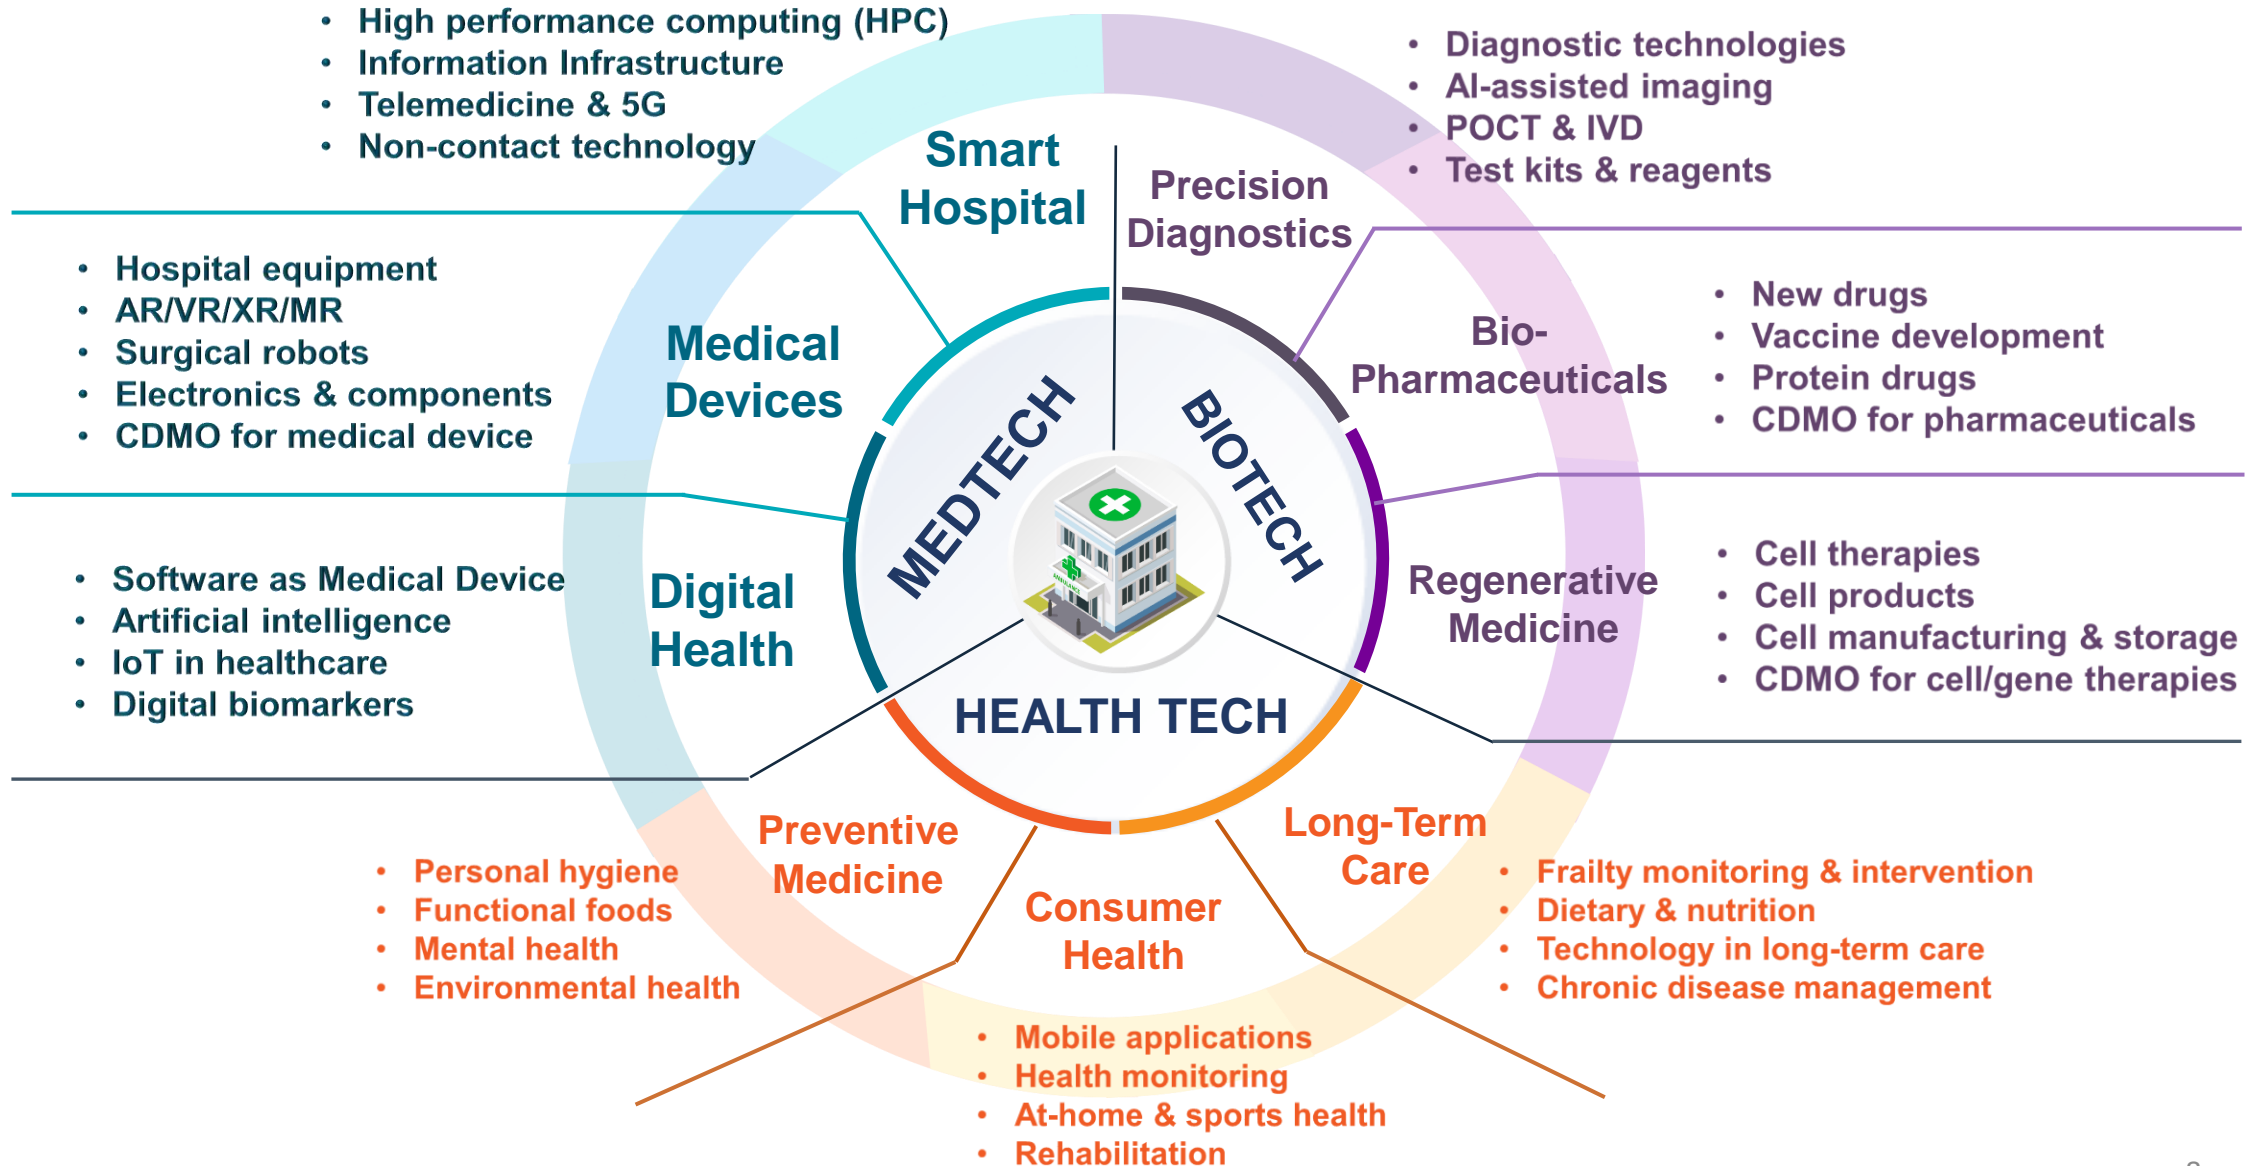 • High performance computing (HPC)
• Information Infrastructure
• Telemedicine & 5G
• Non-contact technology
Smart
Hospital
• Hospital equipment
• AR/VR/XR/MR
• Surgical robots
• Electronics & components
• CDMO for medical device
Medical
Devices
• Software as Medical Device
• Artificial intelligence
• IoT in healthcare
• Digital biomarkers
Digital
Health
MEDTECH
Precision
Diagnostics
• Diagnostic technologies
• AI-assisted imaging
• POCT & IVD
• Test kits & reagents
Bio-
Pharmaceuticals
• New drugs
• Vaccine development
• Protein drugs
• CDMO for pharmaceuticals
Regenerative
Medicine
• Cell therapies
• Cell products
• Cell manufacturing & storage
• CDMO for cell/gene therapies
BIOTECH
AMBULANCE
HEALTH TECH
Preventive
Medicine
• Personal hygiene
• Functional foods
• Mental health
• Environmental health
Consumer
Health
• Mobile applications
• Health monitoring
• At-home & sports health
• Rehabilitation
Long-Term
Care
• Frailty monitoring & intervention
• Dietary & nutrition
• Technology in long-term care
• Chronic disease management